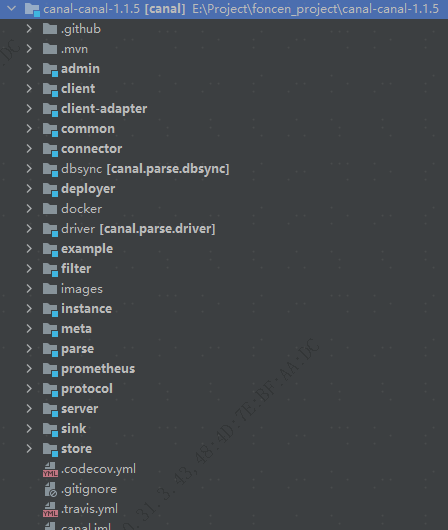 canal-canal-1.1.5 [canal] E:\Project\foncen_project\canal-canal-1.1.5
.github
.mvn
admin
client
client-adapter
common
connector
dbsync [canal.parse.dbsync]
deployer
docker
driver [canal.parse.driver]
example
filter
images
instance
meta
parse
prometheus
protocol
server
sink
store
.codecov.yml
.gitignore
.travis.yml
canal.iml